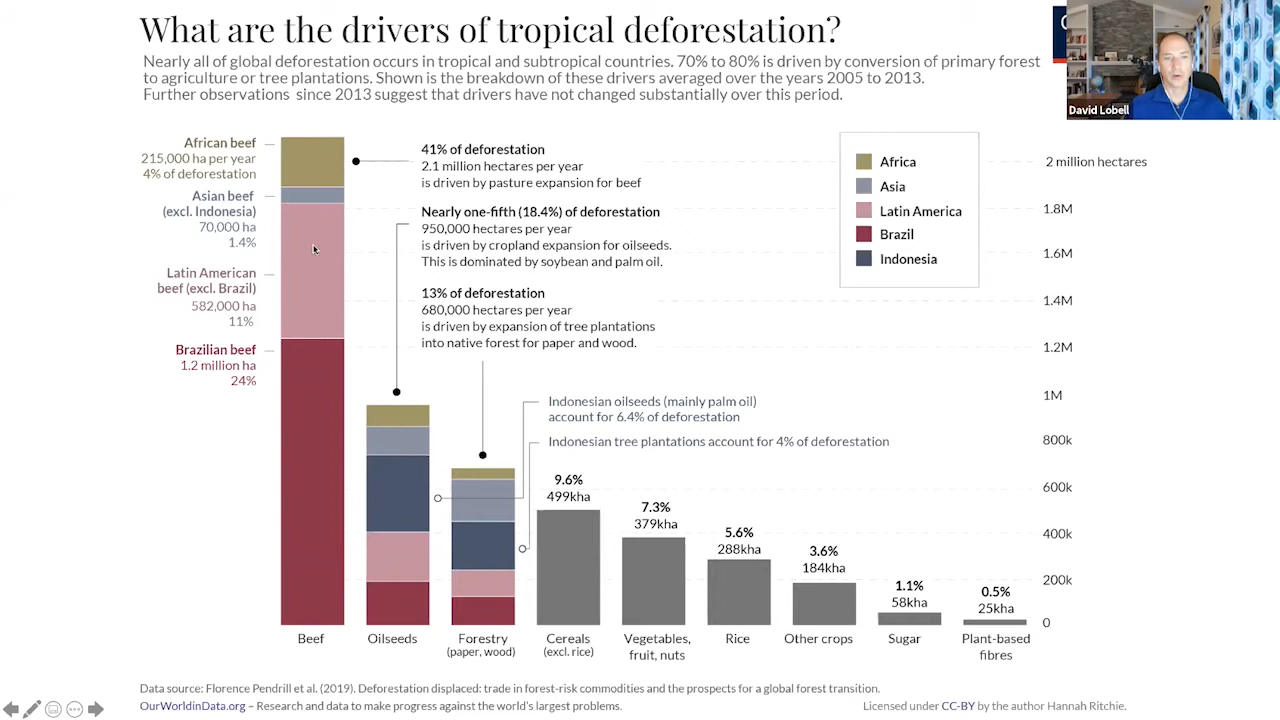 What are the drivers of tropical deforestation?
Nearly all of global deforestation occurs in tropical and subtropical countries. 70% to 80% is driven by conversion of primary forest
to agriculture or tree plantations. Shown is the breakdown of these drivers averaged over the years 2005 to 2013.
Further observations since 2013 suggest that drivers have not changed substantially over this period.
David Lobell
African beef
215,000 ha per year
4% of deforestation
Asian beef
(excl. Indonesia)
70,000 ha
1.4%
Latin American
beef (excl. Brazil)
582,000 ha
11%
Brazilian beef
1.2 million ha
24%
41% of deforestation
2.1 million hectares per year
is driven by pasture expansion for beef
Nearly one-fifth (18.4%) of deforestation
950,000 hectares per year
is driven by cropland expansion for oilseeds.
This is dominated by soybean and palm oil.
13% of deforestation
680,000 hectares per year
is driven by expansion of tree plantations
into native forest for paper and wood.
Indonesian oilseeds (mainly palm oil)
account for 6.4% of deforestation
Indonesian tree plantations account for 4% of deforestation
Africa
Asia
Latin America
Brazil
Indonesia
2 million hectares
1.8M
1.6M
1.4M
1.2M
1M
800k
600k
400k
200k
0
9.6%
499kha
7.3%
379kha
5.6%
288kha
3.6%
184kha
1.1%
58kha
0.5%
25kha
Beef
Oilseeds
Forestry
(paper, wood)
Cereals
(excl. rice)
Vegetables,
fruit, nuts
Rice
Other crops
Sugar
Plant-based
fibres
Data source: Florence Pendrill et al. (2019). Deforestation displaced: trade in forest-risk commodities and the prospects for a global forest transition.
OurWorldinData.org – Research and data to make progress against the world's largest problems.
Licensed under CC-BY by the author Hannah Ritchie.